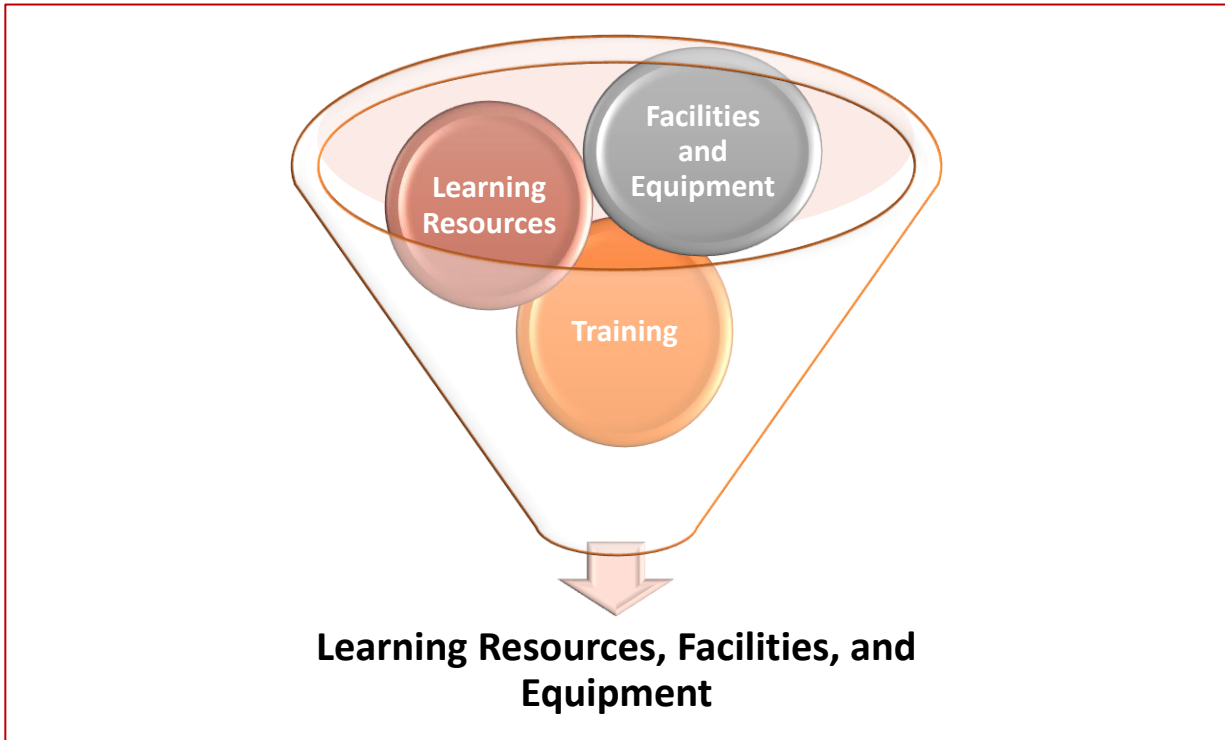 Facilities
and
Equipment
Learning
Resources
Training
Learning Resources, Facilities, and
Equipment